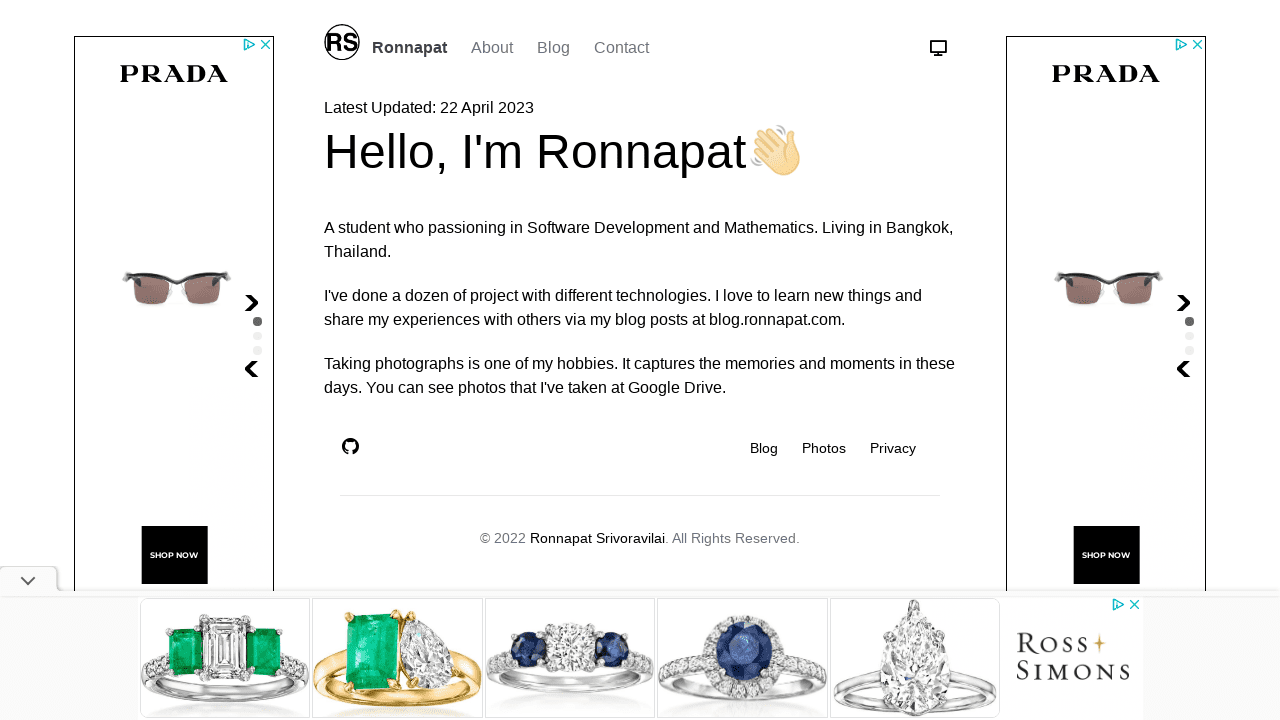 RS
Ronnapat About Blog Contact
PRADA
SHOP NOW
Latest Updated: 22 April 2023
Hello, I'm Ronnapat
A student who passioning in Software Development and Mathematics. Living in Bangkok,
Thailand.
I've done a dozen of project with different technologies. I love to learn new things and
share my experiences with others via my blog posts at blog.ronnapat.com.
Taking photographs is one of my hobbies. It captures the memories and moments in these
days. You can see photos that I've taken at Google Drive.
Blog Photos Privacy
© 2022 Ronnapat Srivoravilai. All Rights Reserved.
PRADA
SHOP NOW
ROSS
SIMONS